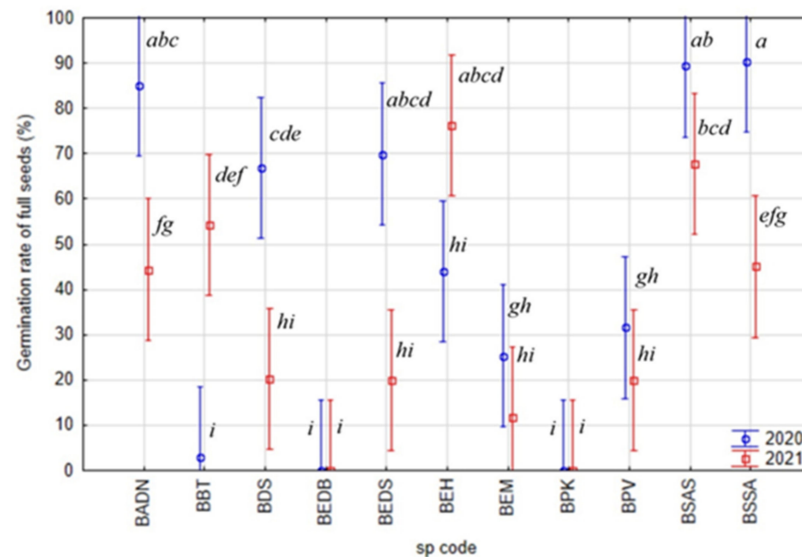 100
90
80
70
60
50
40
30
20
10
0
Germination rate of full seeds (%)
abc
fg
i
def
cde
hi
i
i
abcd
hi
hi
abcd
gh
hi
i
i
gh
hi
ab
bcd
a
efg
2020
2021
BADN
BBT
BDS
BEDB
BEDS
BEH
BEM
BPK
BPV
BSAS
BSSA
sp code